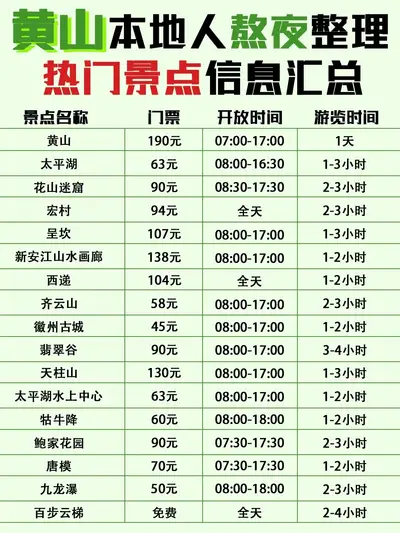 黄山本地人熬夜整理
热门景点信息汇总
景点名称 门票 开放时间 游览时间
黄山 190元 07:00-17:00 1天
太平湖 63元 08:00-16:30 1-3小时
花山迷窟 90元 08:30-17:30 2-3小时
宏村 94元 全天 2-3小时
呈坎 107元 08:00-17:00 1-3小时
新安江山水画廊 138元 08:00-17:00 1-2小时
西递 104元 全天 1-2小时
齐云山 58元 08:00-17:00 2-3小时
徽州古城 45元 08:00-17:00 1-2小时
翡翠谷 90元 08:00-17:00 3-4小时
天柱山 130元 08:00-17:00 1-3小时
太平湖水上中心 63元 08:00-17:00 1-2小时
牯牛降 60元 08:00-18:00 1-2小时
鲍家花园 90元 07:30-17:30 2-3小时
唐模 70元 07:30-17:30 1-2小时
九龙瀑 50元 08:00-18:00 2-3小时
百步云梯 免费 全天 2-4小时